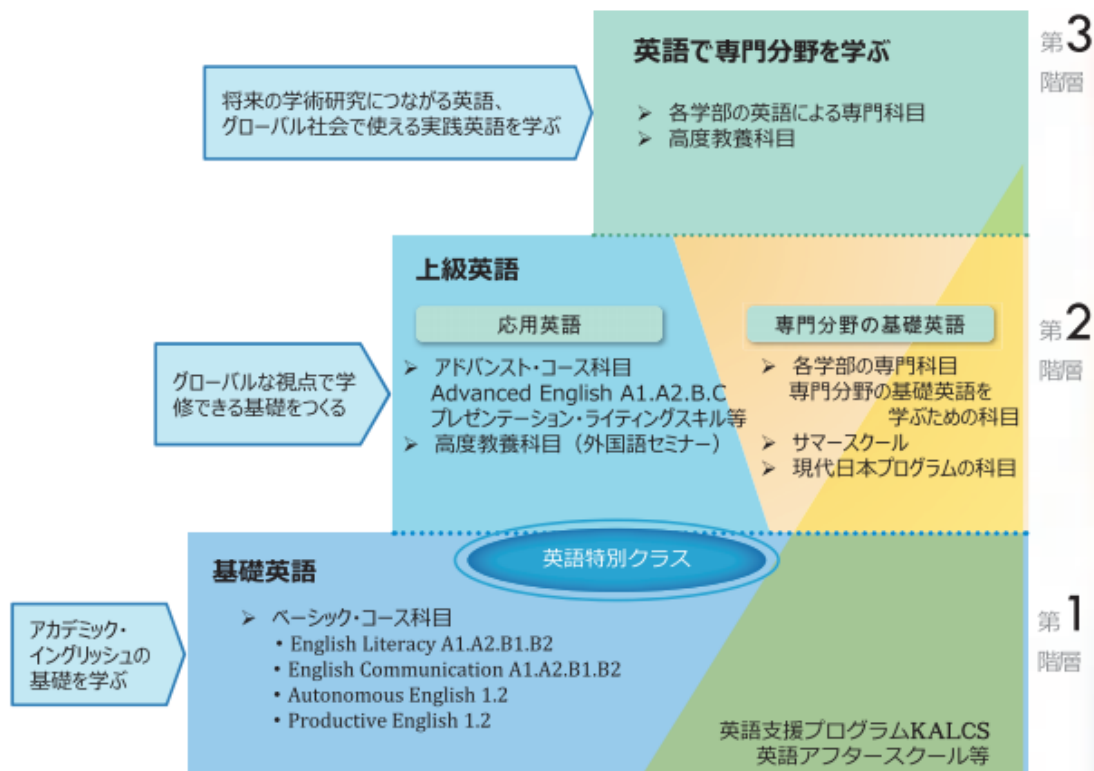 英語で専門分野を学ぶ
➢ 各学部の英語による専門科目
➢ 高度教養科目
第3
階層
将来の学術研究につながる英語、
グローバル社会で使える実践英語を学ぶ
上級英語
応用英語
➢ アドバンスト・コース科目
Advanced English A1.A2.B.C
プレゼンテーション・ライティングスキル等
➢ 高度教養科目（外国語セミナー）
専門分野の基礎英語
➢ 各学部の専門科目
専門分野の基礎英語を
学ぶための科目
➢ サマースクール
➢ 現代日本プログラムの科目
第2
階層
グローバルな視点で学
修できる基礎をつくる
英語特別クラス
基礎英語
➢ ベーシック・コース科目
• English Literacy A1.A2.B1.B2
• English Communication A1.A2.B1.B2
• Autonomous English 1.2
• Productive English 1.2
第1
階層
アカデミック・
イングリッシュの
基礎を学ぶ
英語支援プログラムKALCS
英語アフタースクール等